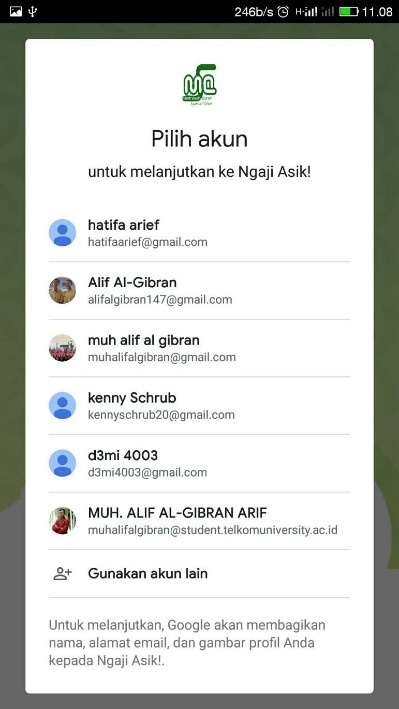 246b/s 11.08
Pilih akun
untuk melanjutkan ke Ngaji Asik!
hatifa arief
hatifaarief@gmail.com
Alif Al-Gibran
alifalgibran147@gmail.com
muh alif al gibran
muhalifalgibran@gmail.com
kenny Schrub
kennyschrub20@gmail.com
d3mi 4003
d3mi4003@gmail.com
MUH. ALIF AL-GIBRAN ARIF
muhalifalgibran@student.telkomuniversity.ac.id
Gunakan akun lain
Untuk melanjutkan, Google akan membagikan
nama, alamat email, dan gambar profil Anda
kepada Ngaji Asik!.